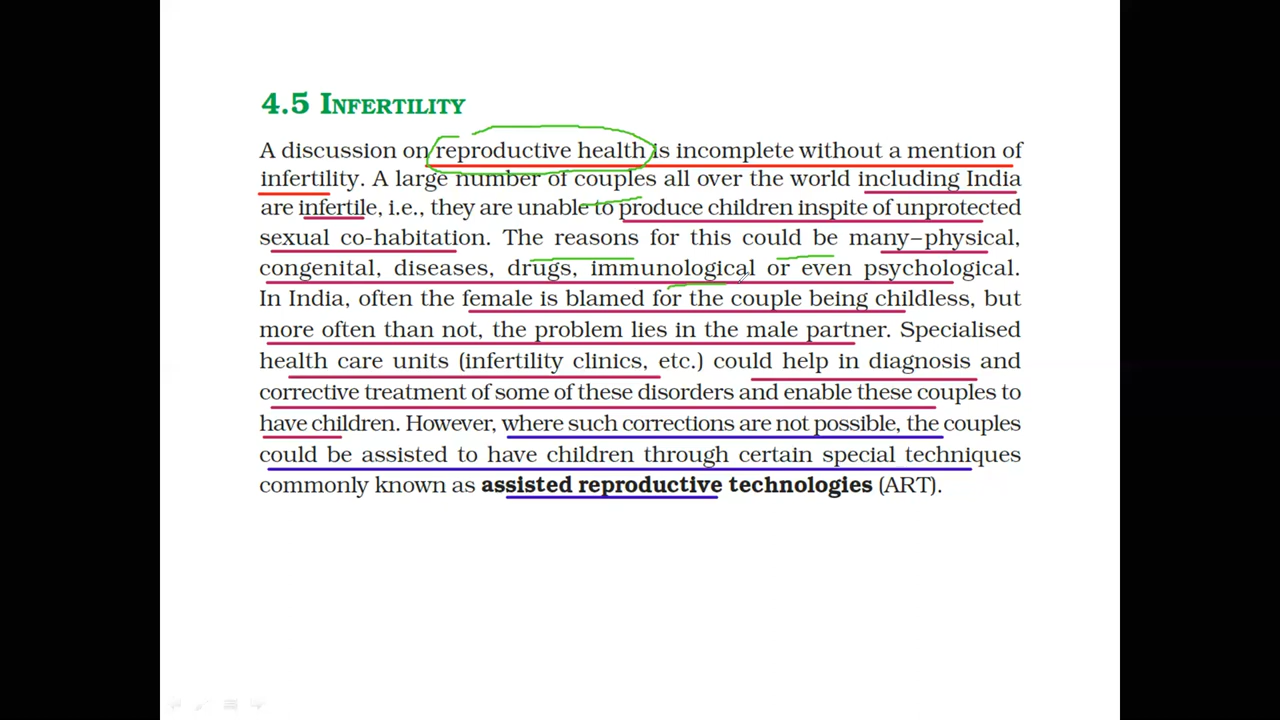 4.5 INFERTILITY
A discussion on reproductive health is incomplete without a mention of
infertility. A large number of couples all over the world including India
are infertile, i.e., they are unable to produce children inspite of unprotected
sexual co-habitation. The reasons for this could be many–physical,
congenital, diseases, drugs, immunological or even psychological.
In India, often the female is blamed for the couple being childless, but
more often than not, the problem lies in the male partner. Specialised
health care units (infertility clinics, etc.) could help in diagnosis and
corrective treatment of some of these disorders and enable these couples to
have children. However, where such corrections are not possible, the couples
could be assisted to have children through certain special techniques
commonly known as assisted reproductive technologies (ART).